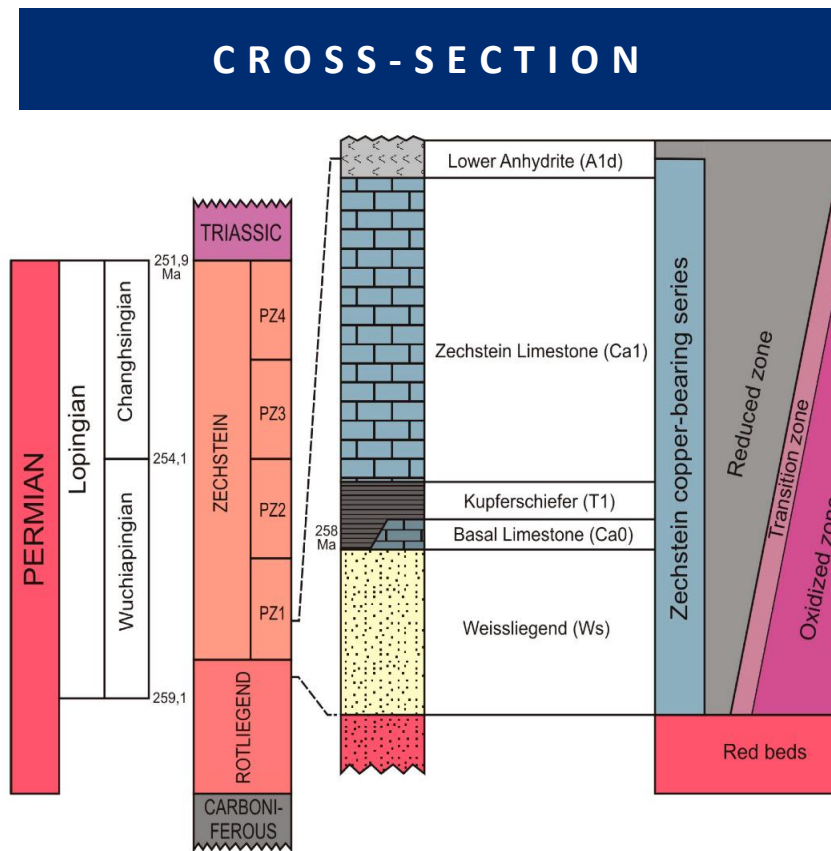 CROSS-SECTION
PERMIAN
Lopingian
Changhsingian
Wuchiapingian
251,9
Ma
254,1
259,1
TRIASSIC
ZECHSTEIN
PZ4
PZ3
PZ2
PZ1
ROTLIEGEND
CARBONI-
FEROUS
258
Ma
Lower Anhydrite (A1d)
Zechstein Limestone (Ca1)
Kupferschiefer (T1)
Basal Limestone (Ca0)
Weissliegend (Ws)
Zechstein copper-bearing series
Reduced zone
Transition zone
Oxidized zone
Red beds